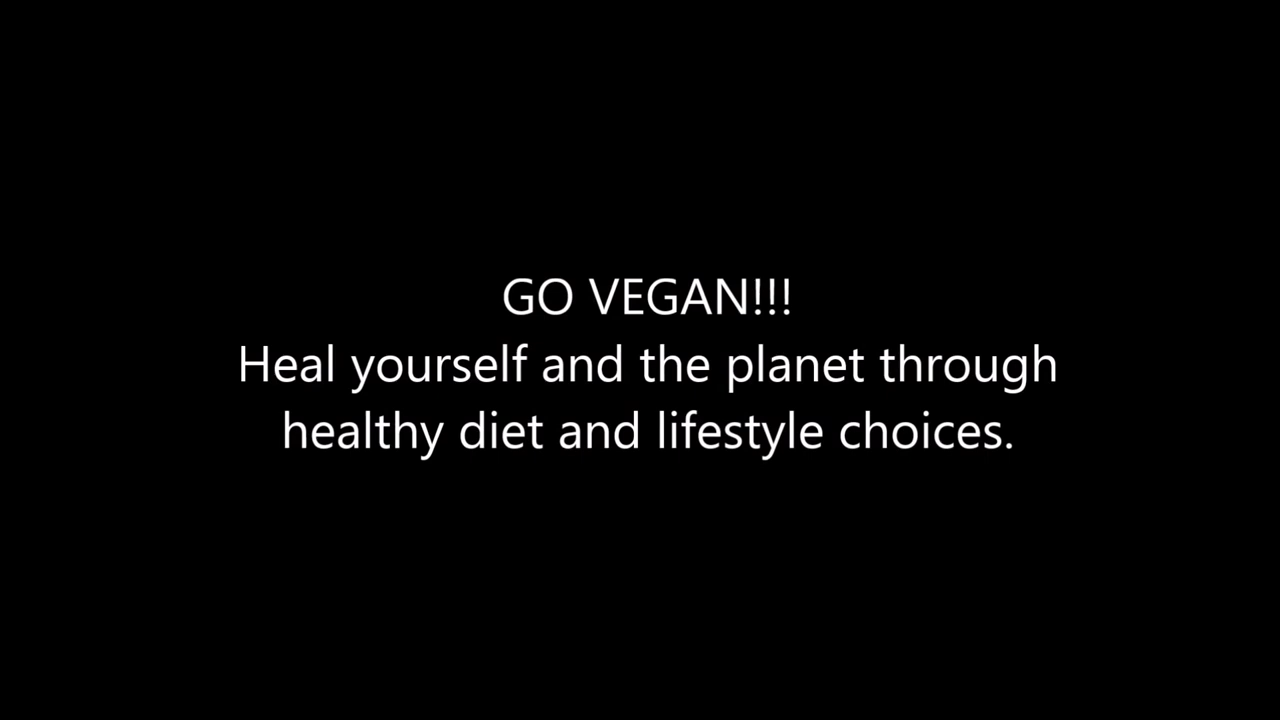 GO VEGAN!!!
Heal yourself and the planet through
healthy diet and lifestyle choices.